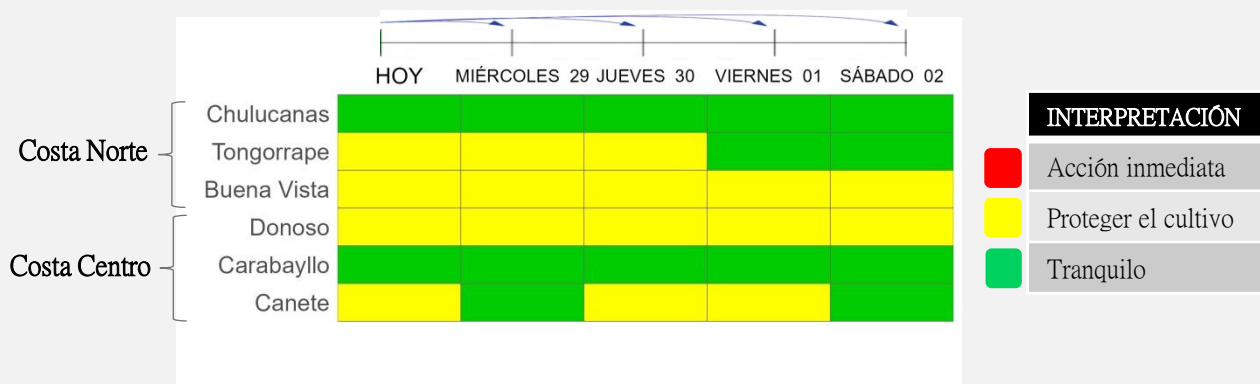 HOY MIÉRCOLES 29 JUEVES 30 VIERNES 01 SÁBADO 02
Costa Norte
Chulucanas
Tongorrape
Buena Vista
Costa Centro
Donoso
Carabayllo
Canete
INTERPRETACIÓN
Acción inmediata
Proteger el cultivo
Tranquilo